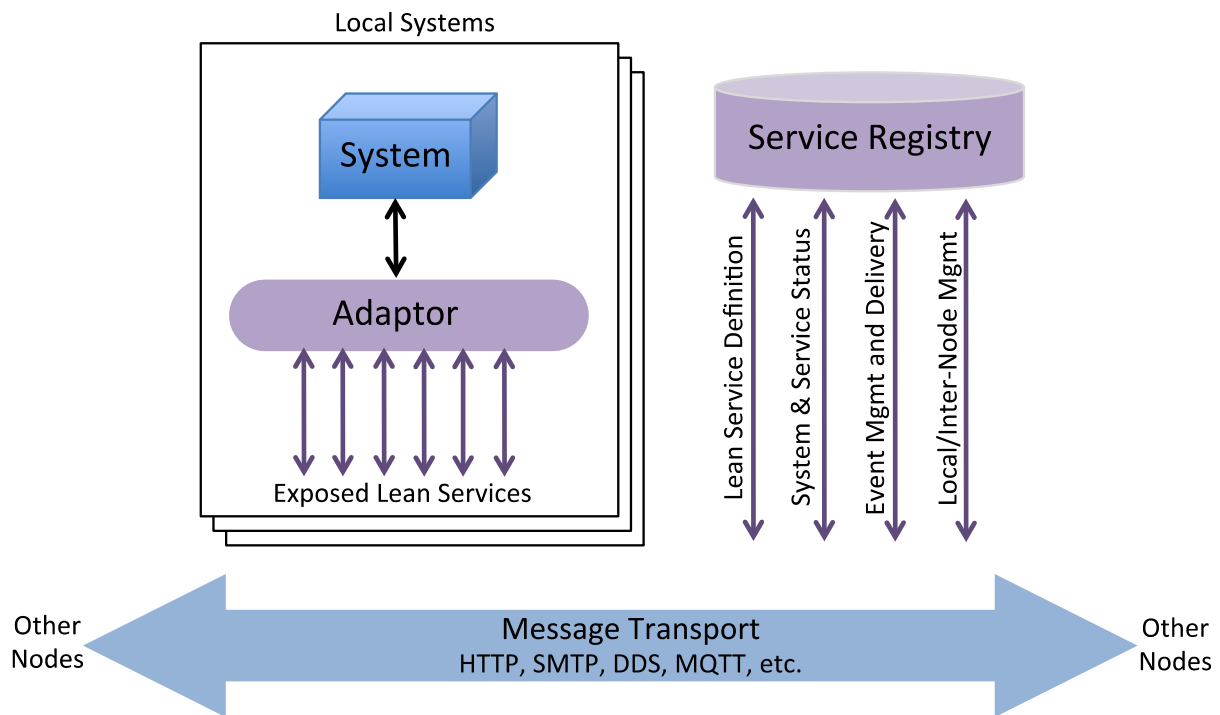 Local Systems
System
Adaptor
Exposed Lean Services
Service Registry
Lean Service Definition
System & Service Status
Event Mgmt and Delivery
Local/Inter-Node Mgmt
Other
Nodes
Message Transport
HTTP, SMTP, DDS, MQTT, etc.
Other
Nodes